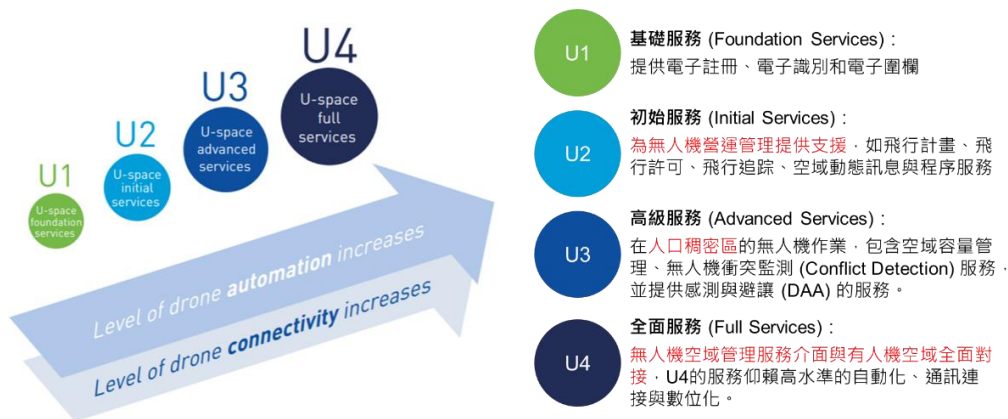 U4
U-space
full
services
U3
U-space
advanced
services
U2
U-space
initial
services
U1
U-space
foundation
services
Level of drone automation increases
Level of drone connectivity increases
U1
基礎服務 (Foundation Services)：
提供電子註冊、電子識別和電子圍欄
U2
初始服務 (Initial Services)：
為無人機營運管理提供支援，如飛行計畫、飛
行許可、飛行追踪、空域動態訊息與程序服務
U3
高級服務 (Advanced Services)：
在人口稠密區的無人機作業，包含空域容量管
理、無人機衝突監測 (Conflict Detection) 服務，
並提供感測與避讓 (DAA) 的服務。
U4
全面服務 (Full Services)：
無人機空域管理服務介面與有人機空域全面對
接，U4的服務仰賴高水準的自動化、通訊連
接與數位化。